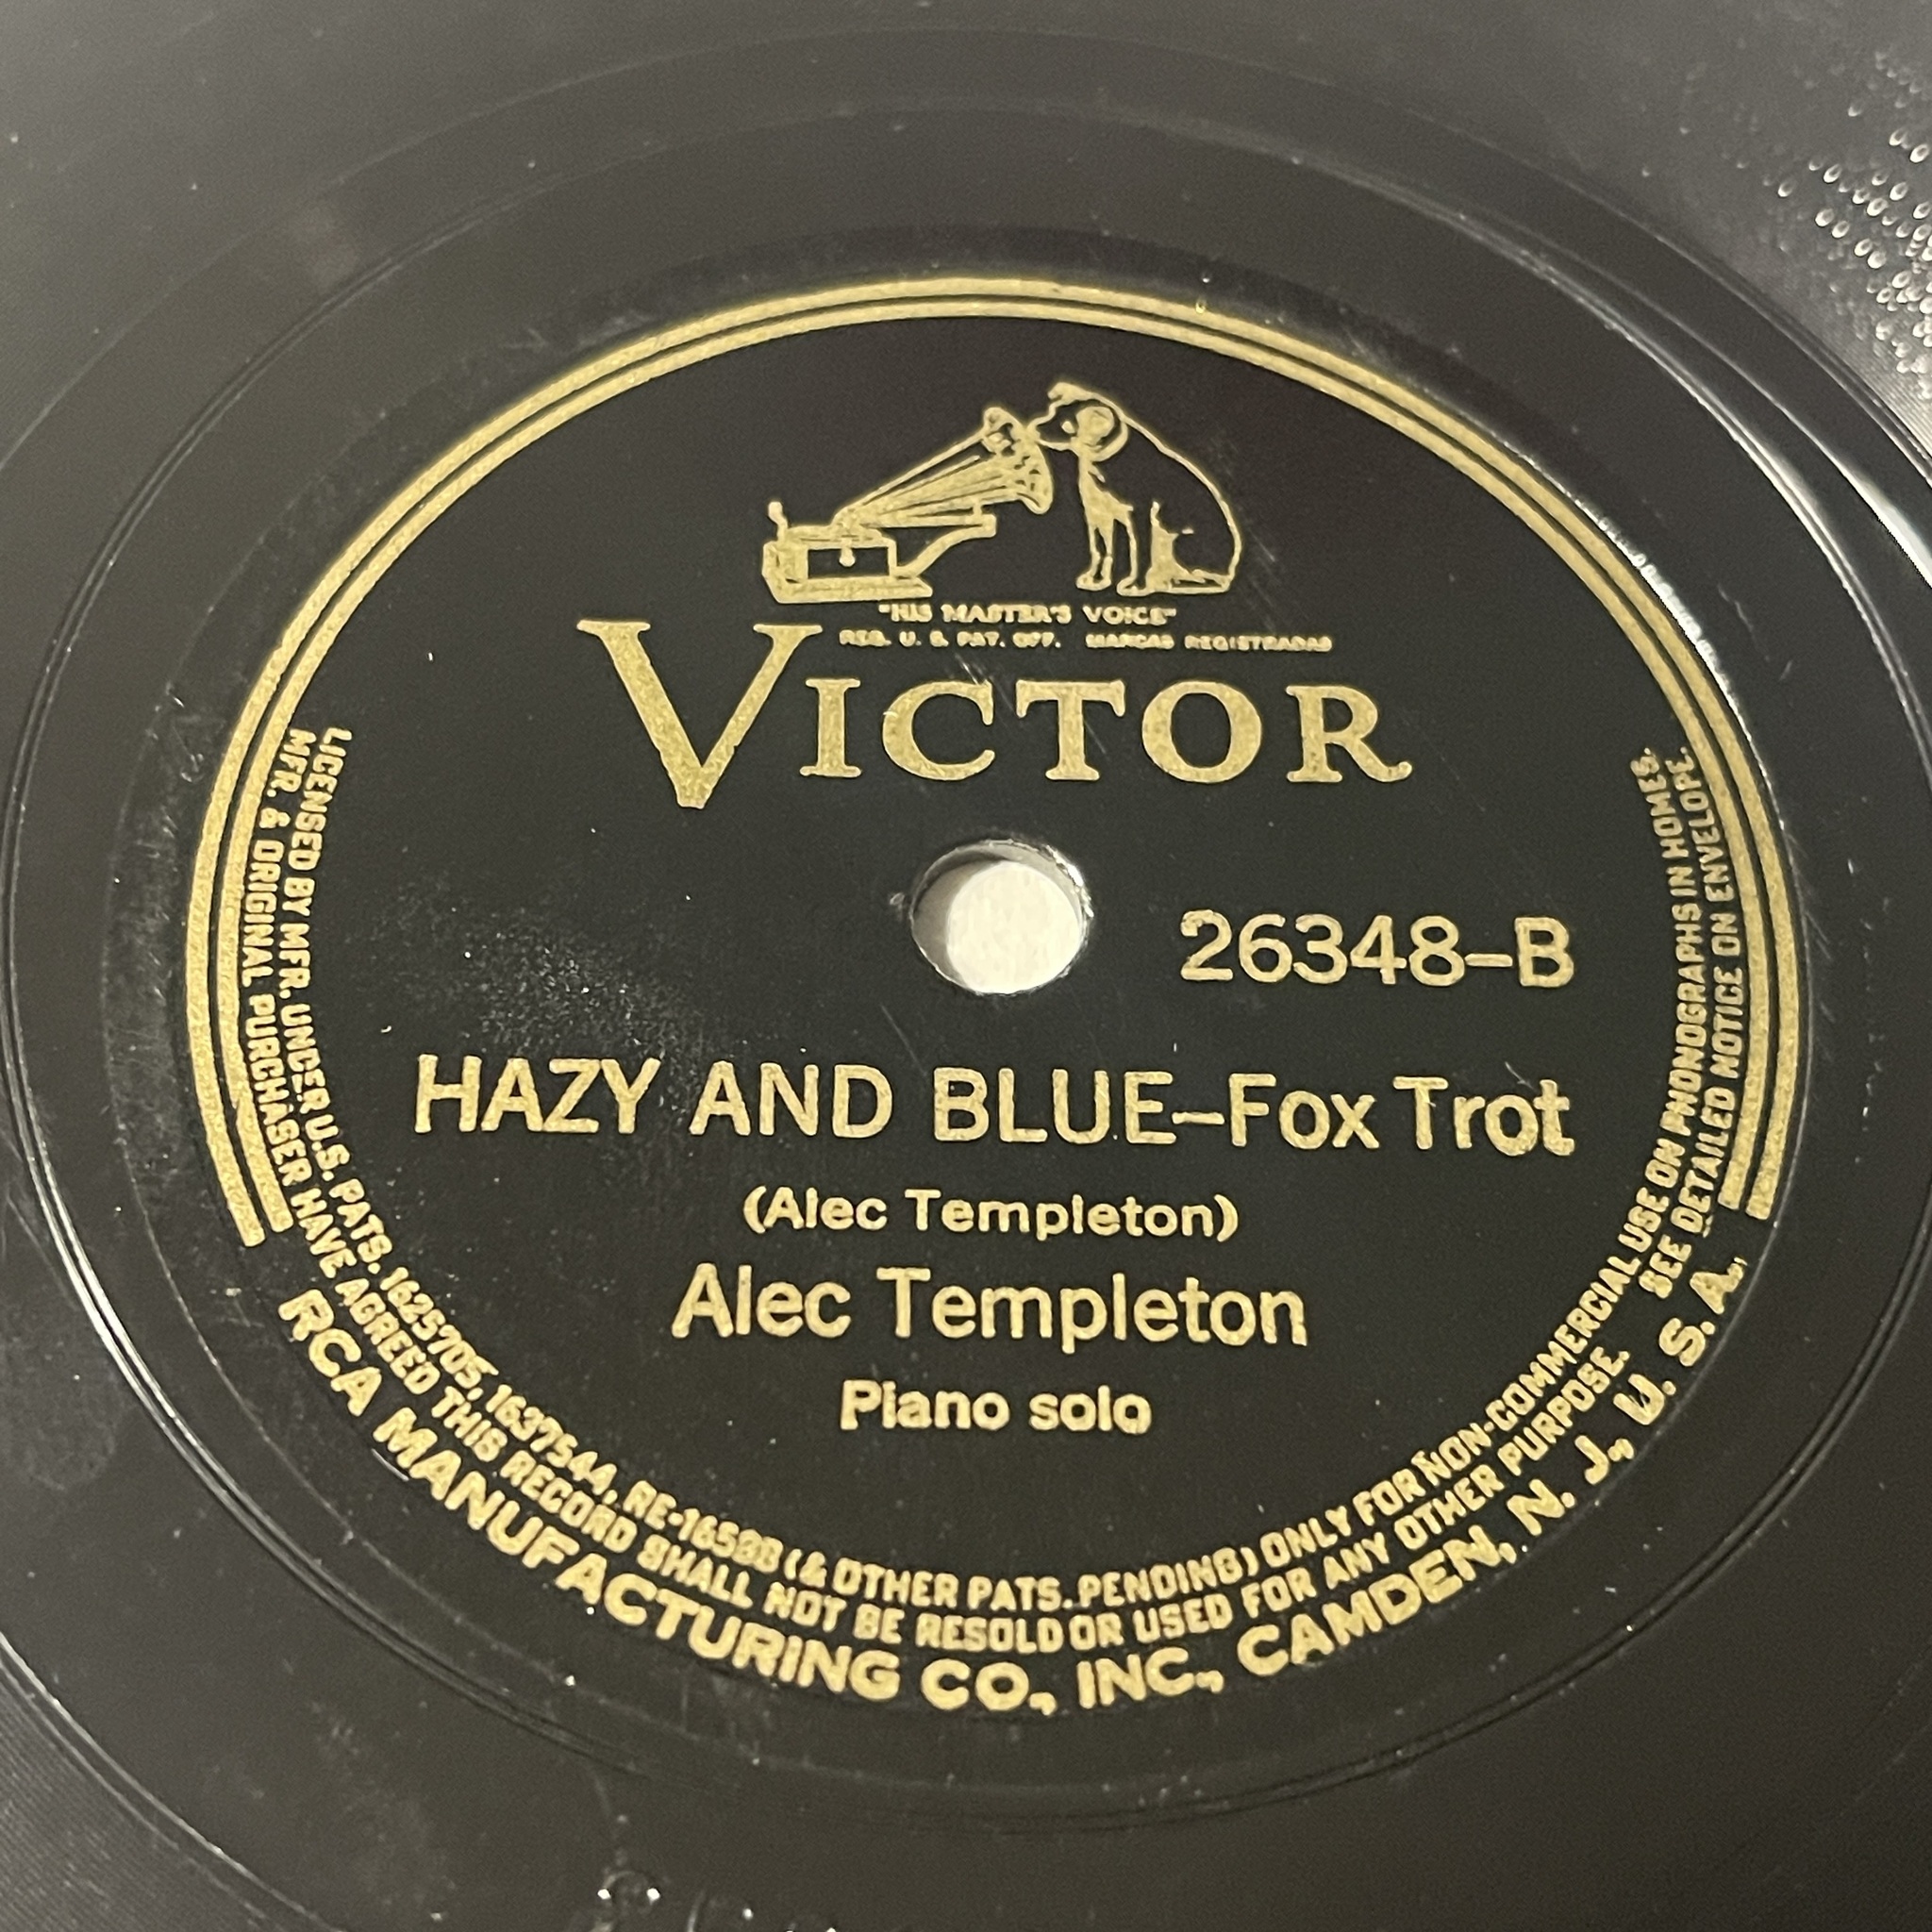 "HIS MASTER'S VOICE"
REG. U. S. PAT. OFF. MARCAS REGISTRADAS
VICTOR
26348-B
HAZY AND BLUE-Fox Trot
(Alec Templeton)
Alec Templeton
Piano solo
LICENSED BY MFR. UNDER U.S. PATS. 1625705, 1637544, RE-16588 (& OTHER PATS. PENDING) ONLY FOR NON-COMMERCIAL USE ON PHONOGRAPHS IN HOMES.
MFR. & ORIGINAL PURCHASER HAVE AGREED THIS RECORD SHALL NOT BE RESOLD OR USED FOR ANY OTHER PURPOSE. SEE DETAILED NOTICE ON ENVELOPE.
RCA MANUFACTURING CO., INC., CAMDEN, N. J., U. S. A.